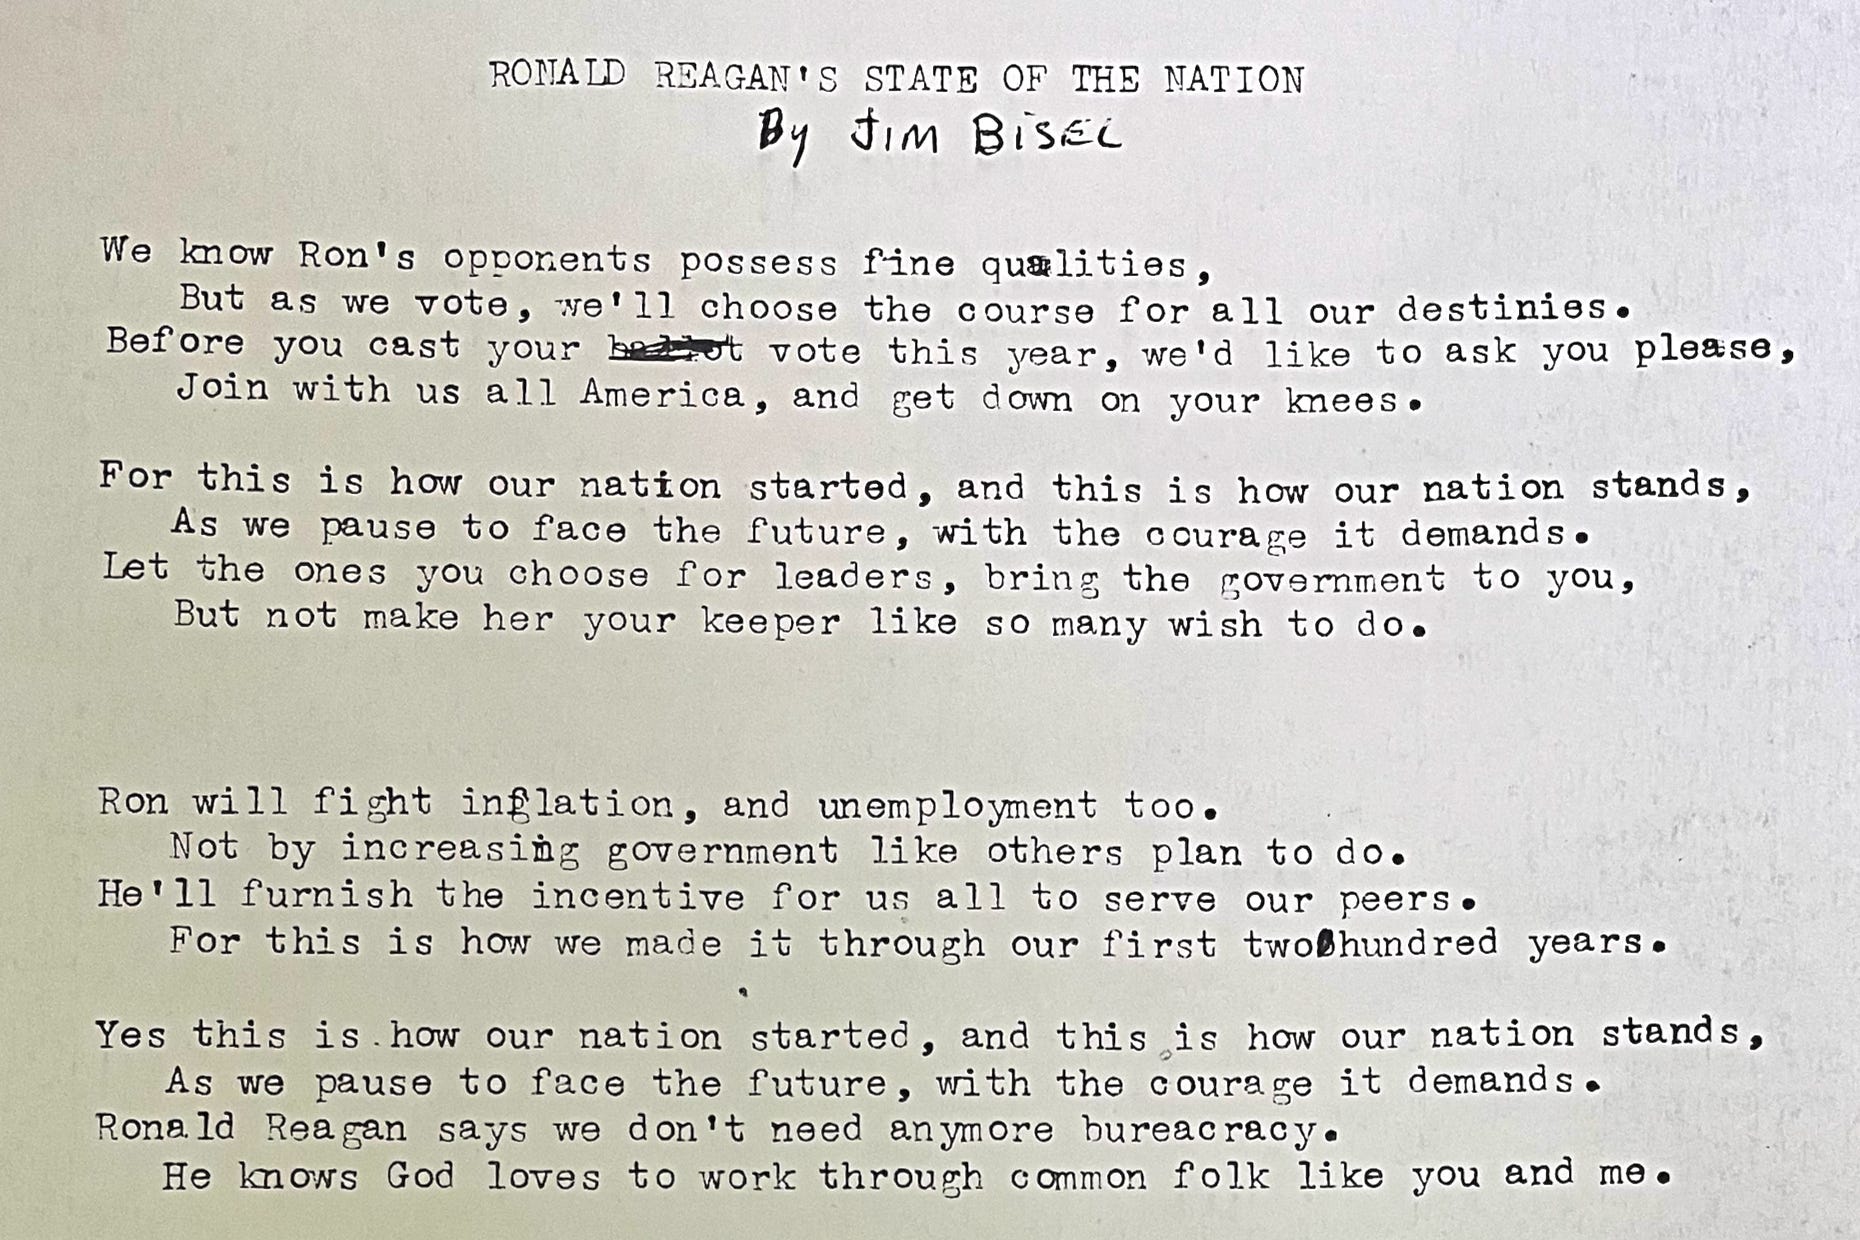 RONALD REAGAN'S STATE OF THE NATION
By JIM BISEL
We know Ron's opponents possess fine qualities,
But as we vote, we'll choose the course for all our destinies.
Before you cast your vote this year, we'd like to ask you please,
Join with us all America, and get down on your knees.
For this is how our nation started, and this is how our nation stands,
As we pause to face the future, with the courage it demands.
Let the ones you choose for leaders, bring the government to you,
But not make her your keeper like so many wish to do.
Ron will fight inflation, and unemployment too.
Not by increasing government like others plan to do.
He'll furnish the incentive for us all to serve our peers.
For this is how we made it through our first two hundred years.
Yes this is how our nation started, and this is how our nation stands,
As we pause to face the future, with the courage it demands.
Ronald Reagan says we don't need anymore bureacracy.
He knows God loves to work through common folk like you and me.